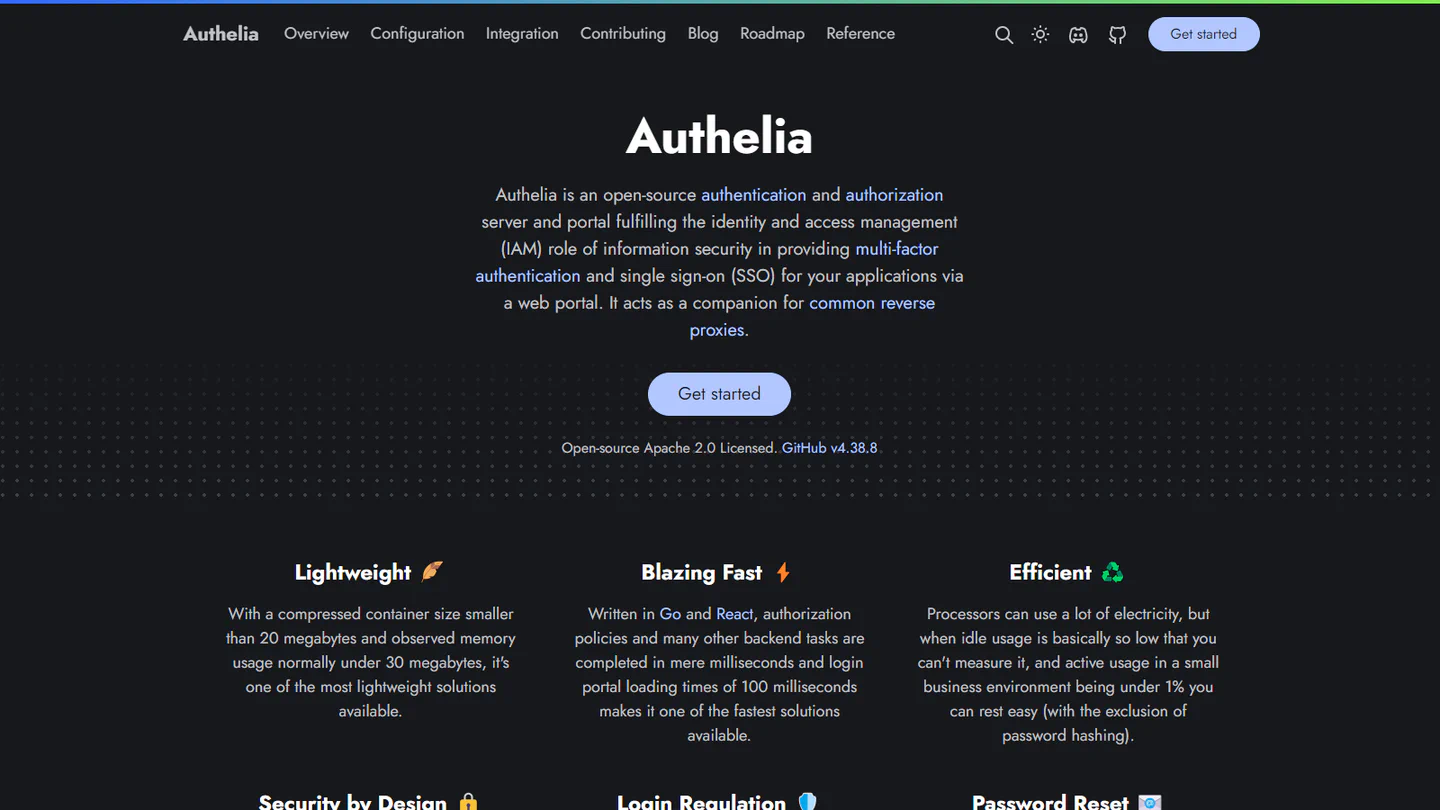 Authelia Overview Configuration Integration Contributing Blog Roadmap Reference Get started
Authelia
Authelia is an open-source authentication and authorization
server and portal fulfilling the identity and access management
(IAM) role of information security in providing multi-factor
authentication and single sign-on (SSO) for your applications via
a web portal. It acts as a companion for common reverse
proxies.
Get started
Open-source Apache 2.0 Licensed. GitHub v4.38.8
Lightweight
With a compressed container size smaller
than 20 megabytes and observed memory
usage normally under 30 megabytes, it's
one of the most lightweight solutions
available.
Blazing Fast
Written in Go and React, authorization
policies and many other backend tasks are
completed in mere milliseconds and login
portal loading times of 100 milliseconds
makes it one of the fastest solutions
available.
Efficient
Processors can use a lot of electricity, but
when idle usage is basically so low that you
can't measure it, and active usage in a small
business environment being under 1% you
can rest easy (with the exclusion of
password hashing).
Security by Design
Login Regulation
Password Reset